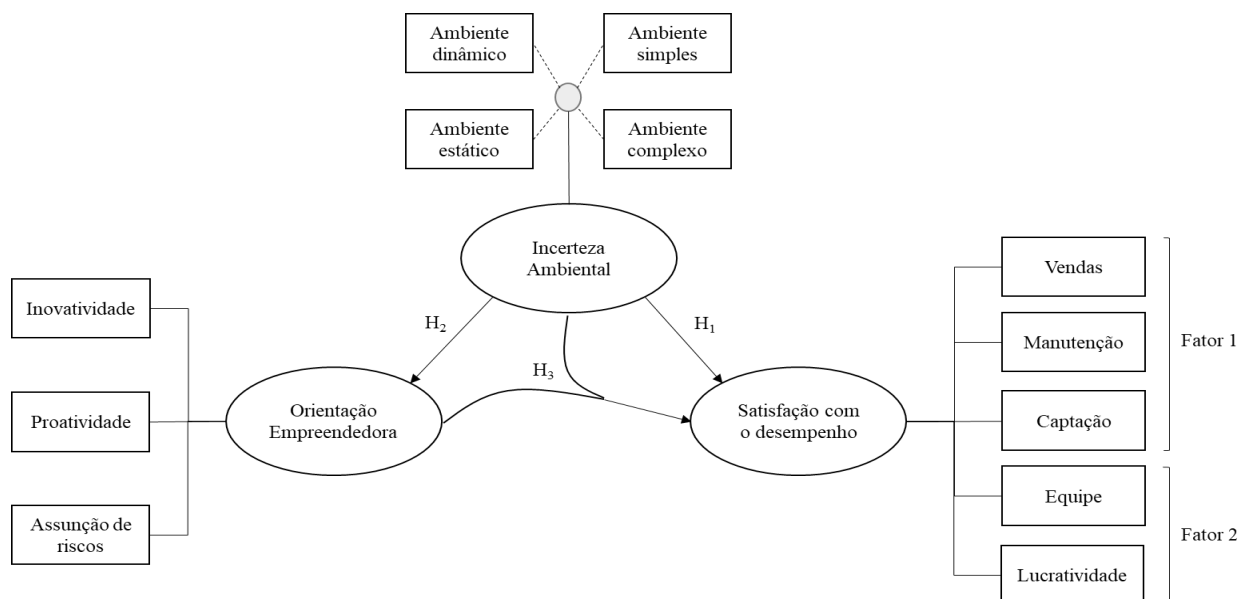 Ambiente
dinâmico
Ambiente
simples
Ambiente
estático
Ambiente
complexo
Incerteza
Ambiental
H₂
H₁
H₃
Inovatividade
Proatividade
Assunção de
riscos
Orientação
Empreendedora
Satisfação com
o desempenho
Vendas
Manutenção
Captação
Equipe
Lucratividade
Fator 1
Fator 2